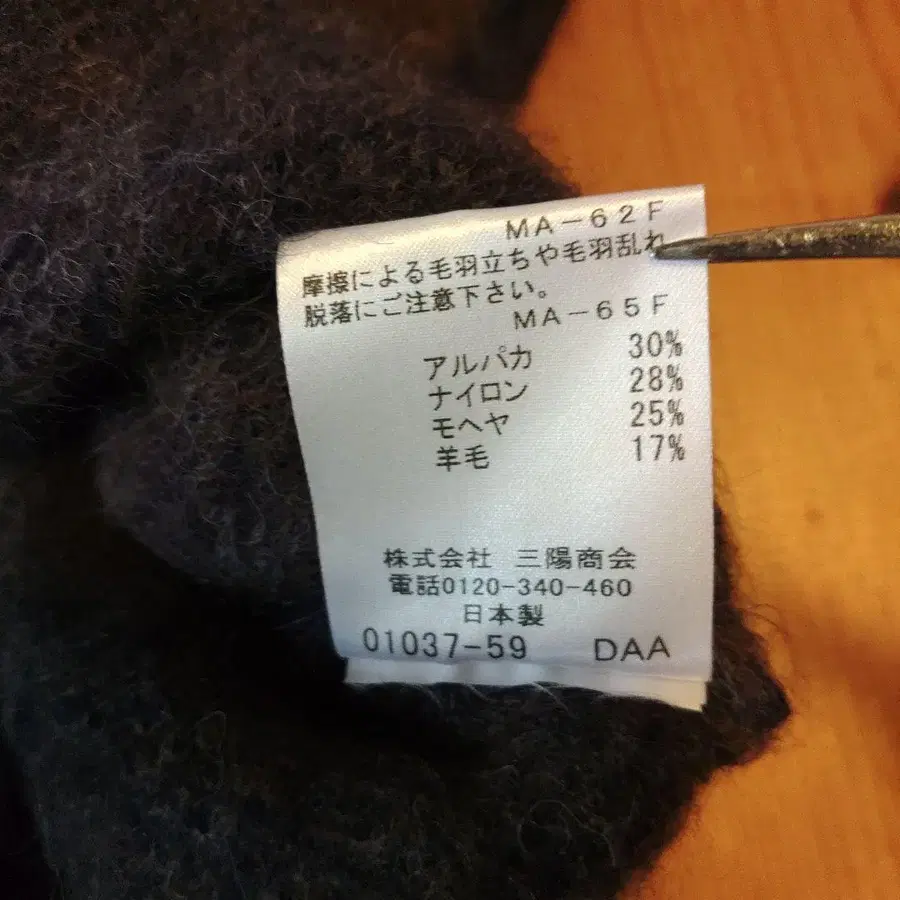 MA-62F
摩擦による毛羽立ちや毛羽乱れ
脱落にご注意下さい。
MA-65F
アルパカ 30%
ナイロン 28%
モヘヤ 25%
羊毛 17%
株式会社 三陽商会
電話0120-340-460
日本製
01037-59 DAA